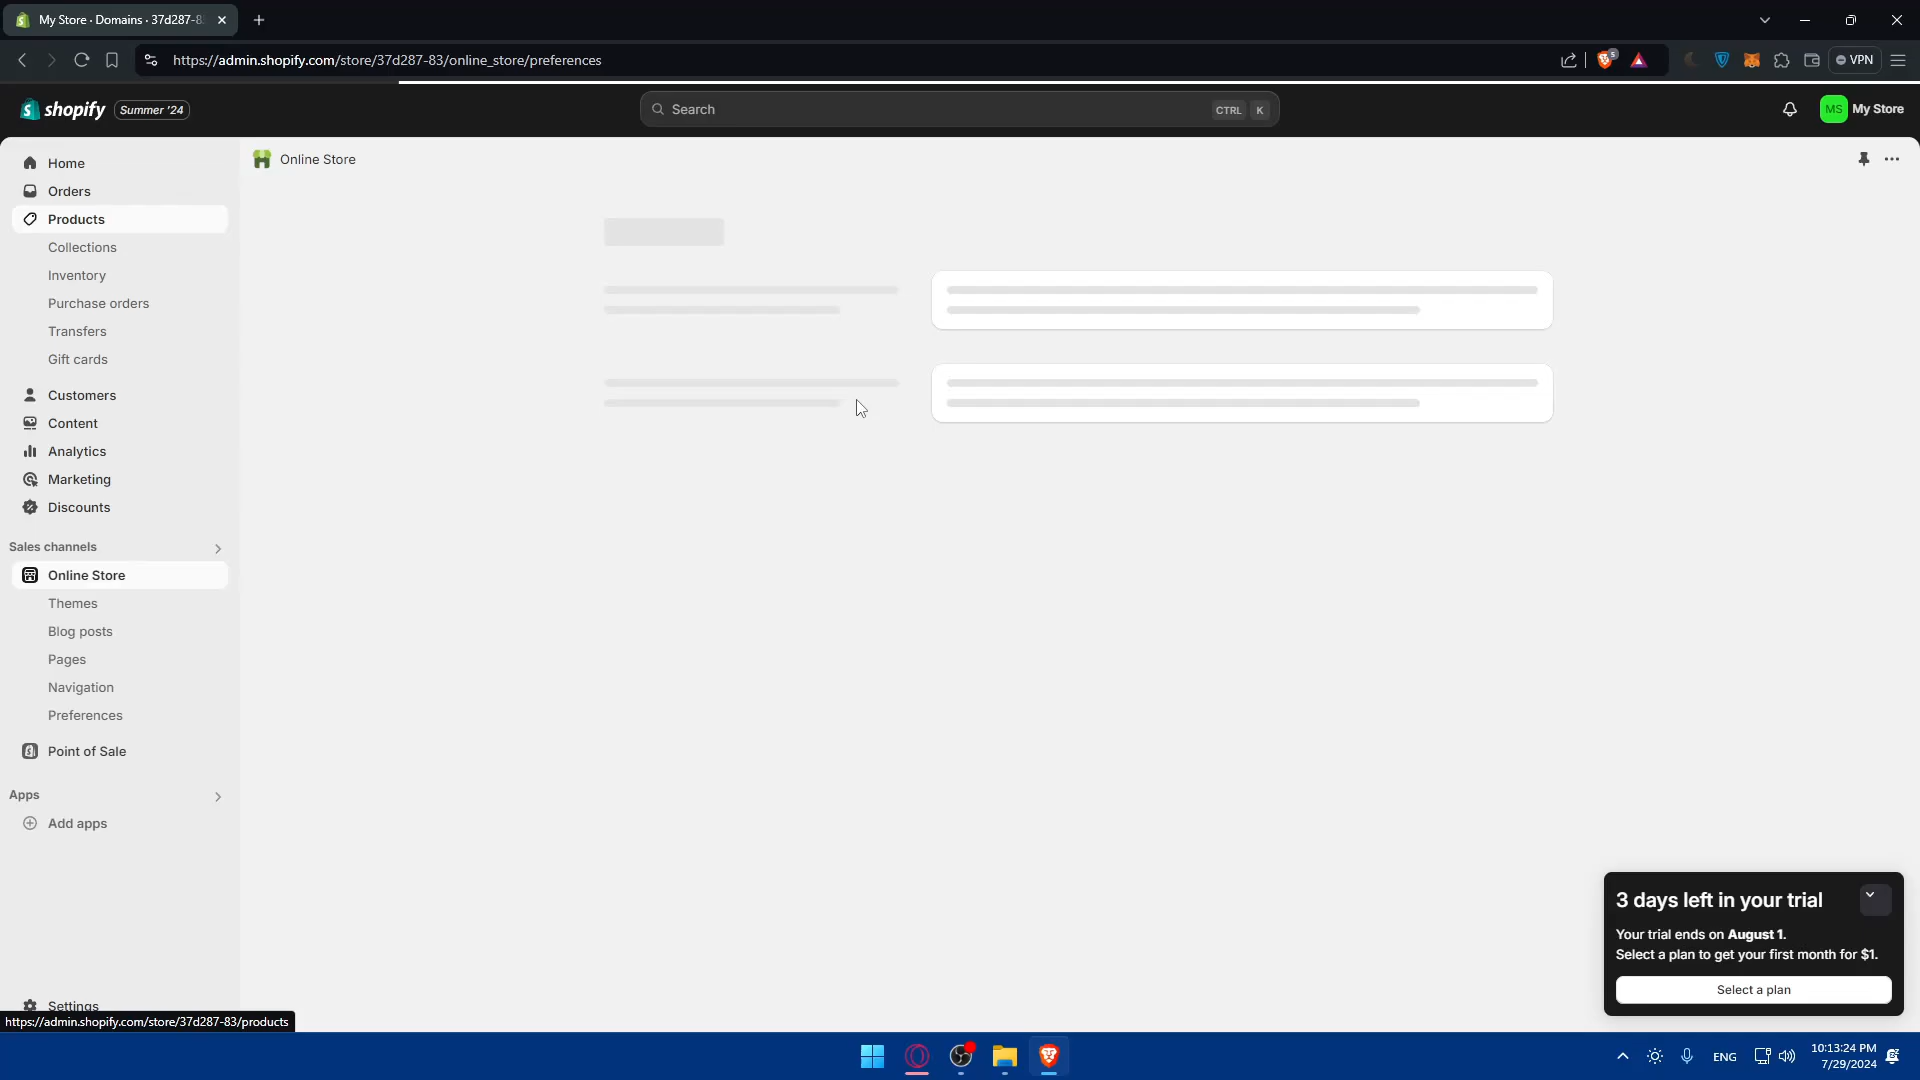 My Store · Domains · 37d287-8
https://admin.shopify.com/store/37d287-83/online_store/preferences
5
VPN
shopify
Summer '24
Search
CTRL K
MS My Store
Home
Orders
Products
Collections
Inventory
Purchase orders
Transfers
Gift cards
Customers
Content
Analytics
Marketing
Discounts
Sales channels
Online Store
Themes
Blog posts
Pages
Navigation
Preferences
Point of Sale
Apps
Add apps
Settings
https://admin.shopify.com/store/37d287-83/products
Online Store
3 days left in your trial
Your trial ends on August 1.
Select a plan to get your first month for $1.
Select a plan
ENG
10:13:24 PM
7/29/2024